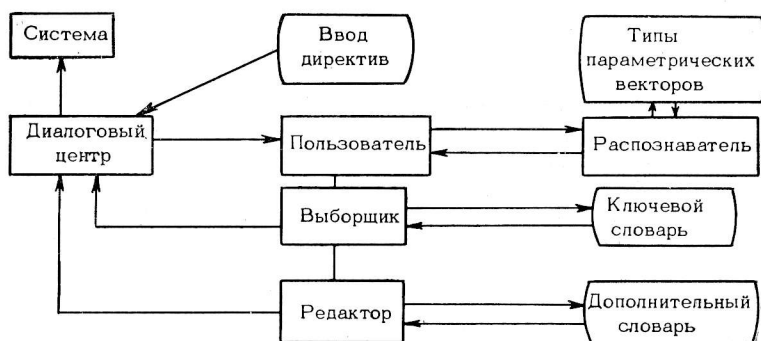 Система
Ввод
директив
Типы
параметрических
векторов
Диалоговый
центр
Пользователь
Распознаватель
Выборщик
Ключевой
словарь
Редактор
Дополнительный
словарь